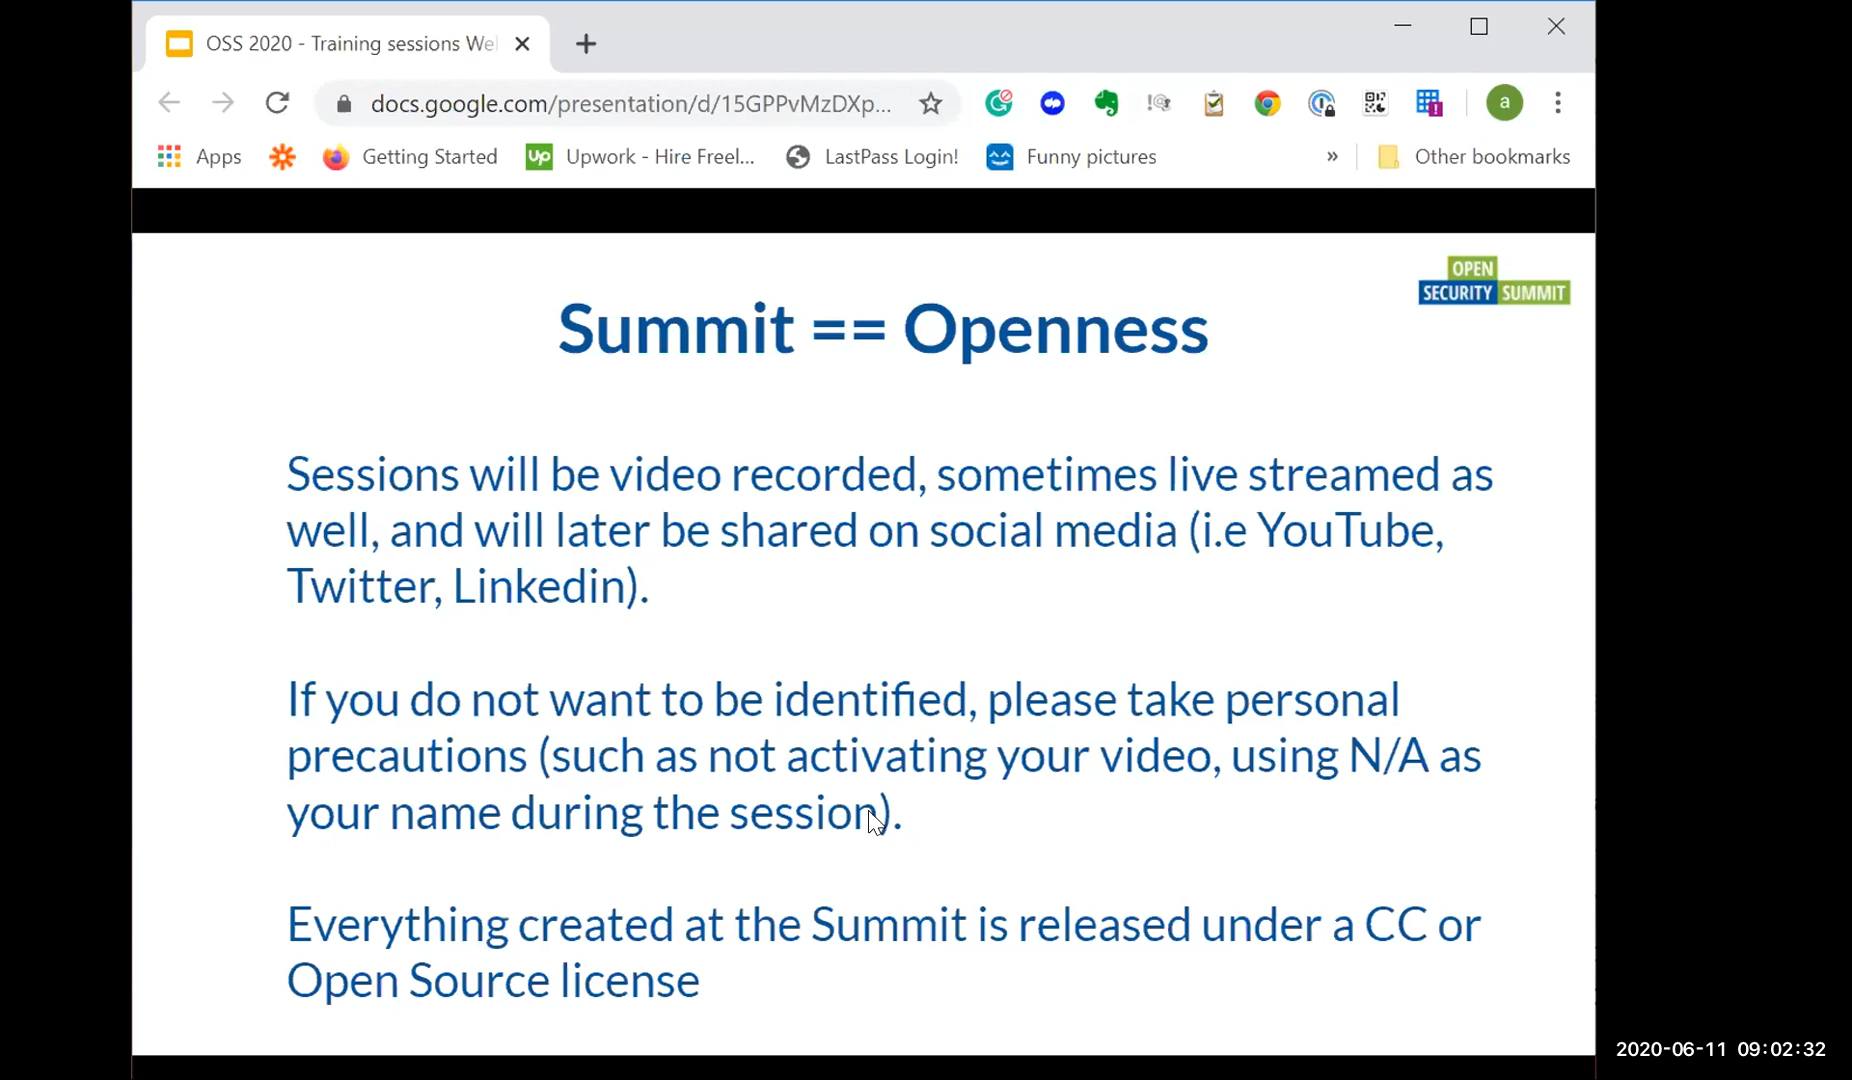 OSS 2020 - Training sessions Wel
docs.google.com/presentation/d/15GPPvMzDXp...
a
Apps
Getting Started
Up
Upwork - Hire Freel...
LastPass Login!
Funny pictures
»
Other bookmarks
OPEN
SECURITY SUMMIT
Summit == Openness
Sessions will be video recorded, sometimes live streamed as
well, and will later be shared on social media (i.e YouTube,
Twitter, Linkedin).
If you do not want to be identified, please take personal
precautions (such as not activating your video, using N/A as
your name during the session).
Everything created at the Summit is released under a CC or
Open Source license
2020-06-11 09:02:32